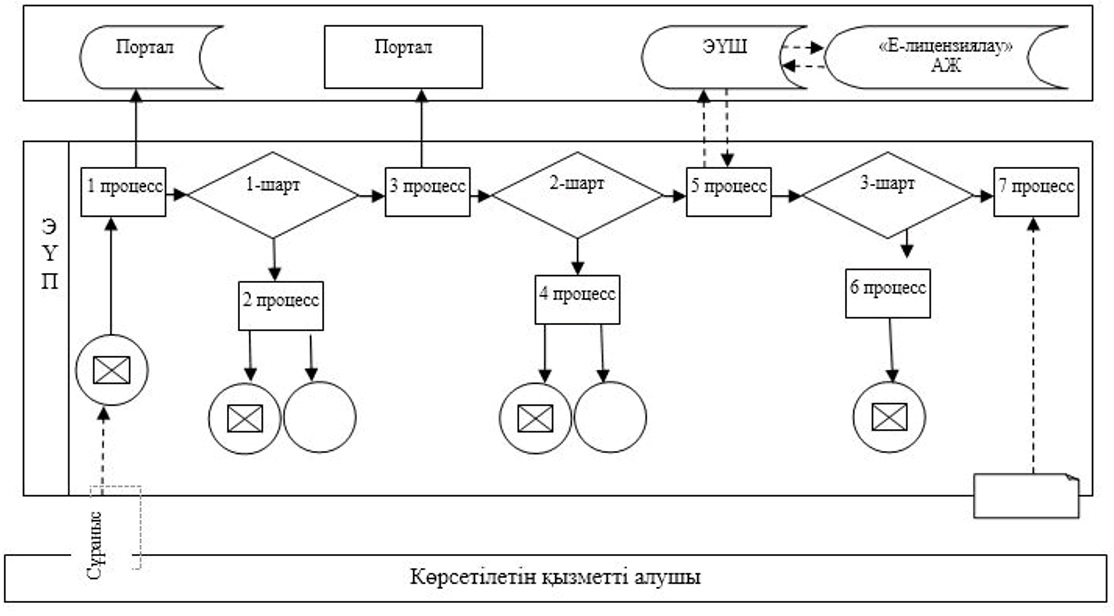 Портал
Портал
ЭҮШ
«Е-лицензиялау»
АЖ
ЭҮП
1 процесс
1-шарт
3 процесс
2-шарт
5 процесс
3-шарт
7 процесс
2 процесс
4 процесс
6 процесс
Сұраныс
Көрсетілетін қызметті алушы